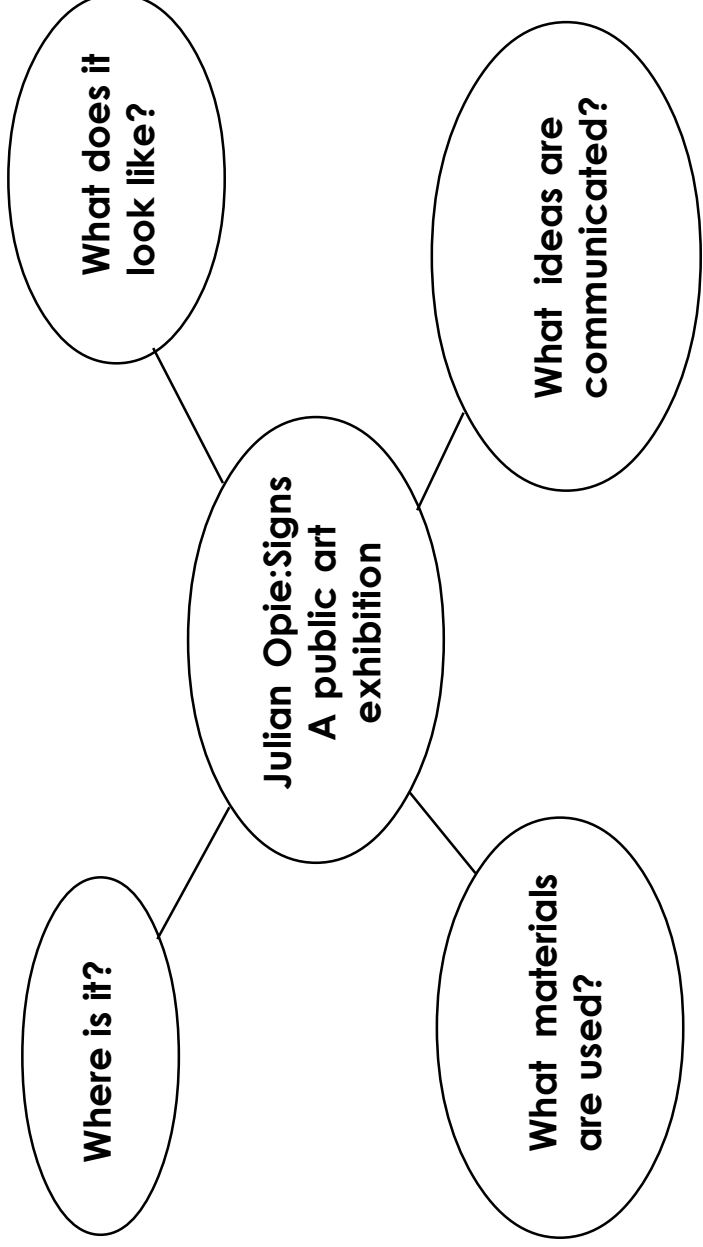 Where is it?
What does it
look like?
Julian Opie:Signs
A public art
exhibition
What materials
are used?
What ideas are
communicated?